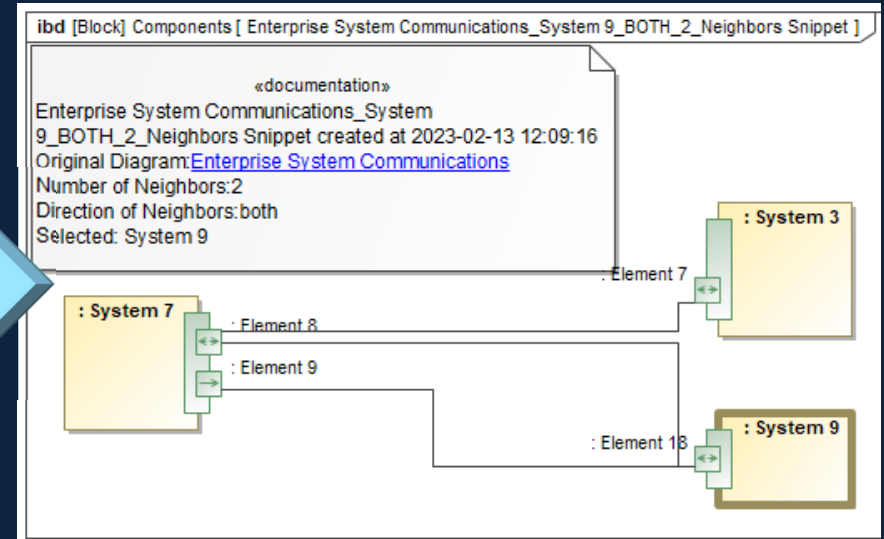 ibd [Block] Components [ Enterprise System Communications_System 9_BOTH_2_Neighbors Snippet ]
«documentation»
Enterprise System Communications_System
9_BOTH_2_Neighbors Snippet created at 2023-02-13 12:09:16
Original Diagram:Enterprise System Communications
Number of Neighbors:2
Direction of Neighbors:both
Selected: System 9
: System 3
: Element 7
: System 7
: Element 8
: Element 9
: System 9
: Element 18